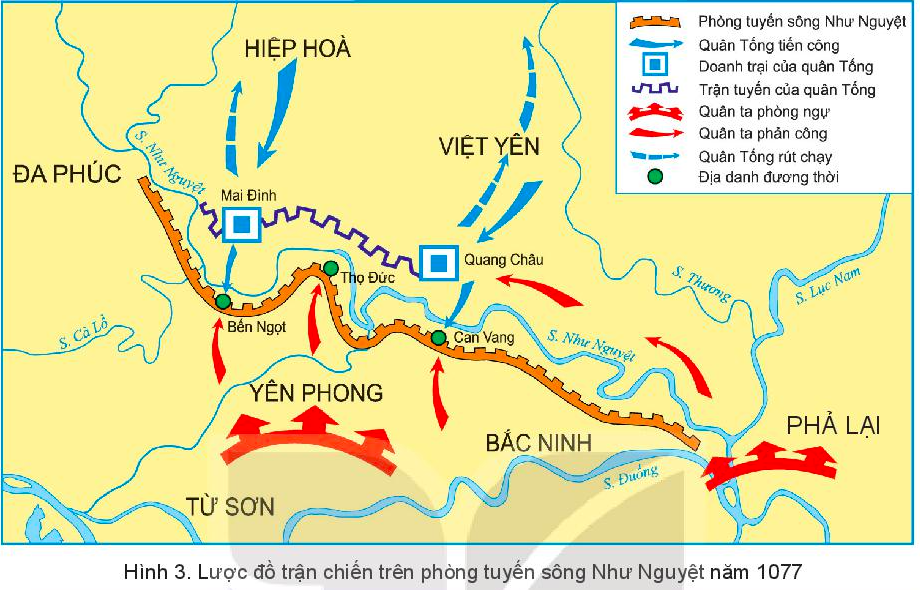 Phòng tuyến sông Như Nguyệt
Quân Tống tiến công
Doanh trại của quân Tống
Trận tuyến của quân Tống
Quân ta phòng ngự
Quân ta phản công
Quân Tống rút chạy
Địa danh đương thời
HIỆP HOÀ
VIỆT YÊN
ĐA PHÚC
S. Như Nguyệt
Mai Đình
Quang Châu
Thọ Đức
S. Thương
S. Lục Nam
Bến Ngọt
Can Vang
S. Cà Lồ
S. Như Nguyệt
YÊN PHONG
BẮC NINH
PHẢ LẠI
S. Đuống
TỪ SƠN
Hình 3. Lược đồ trận chiến trên phòng tuyến sông Như Nguyệt năm 1077